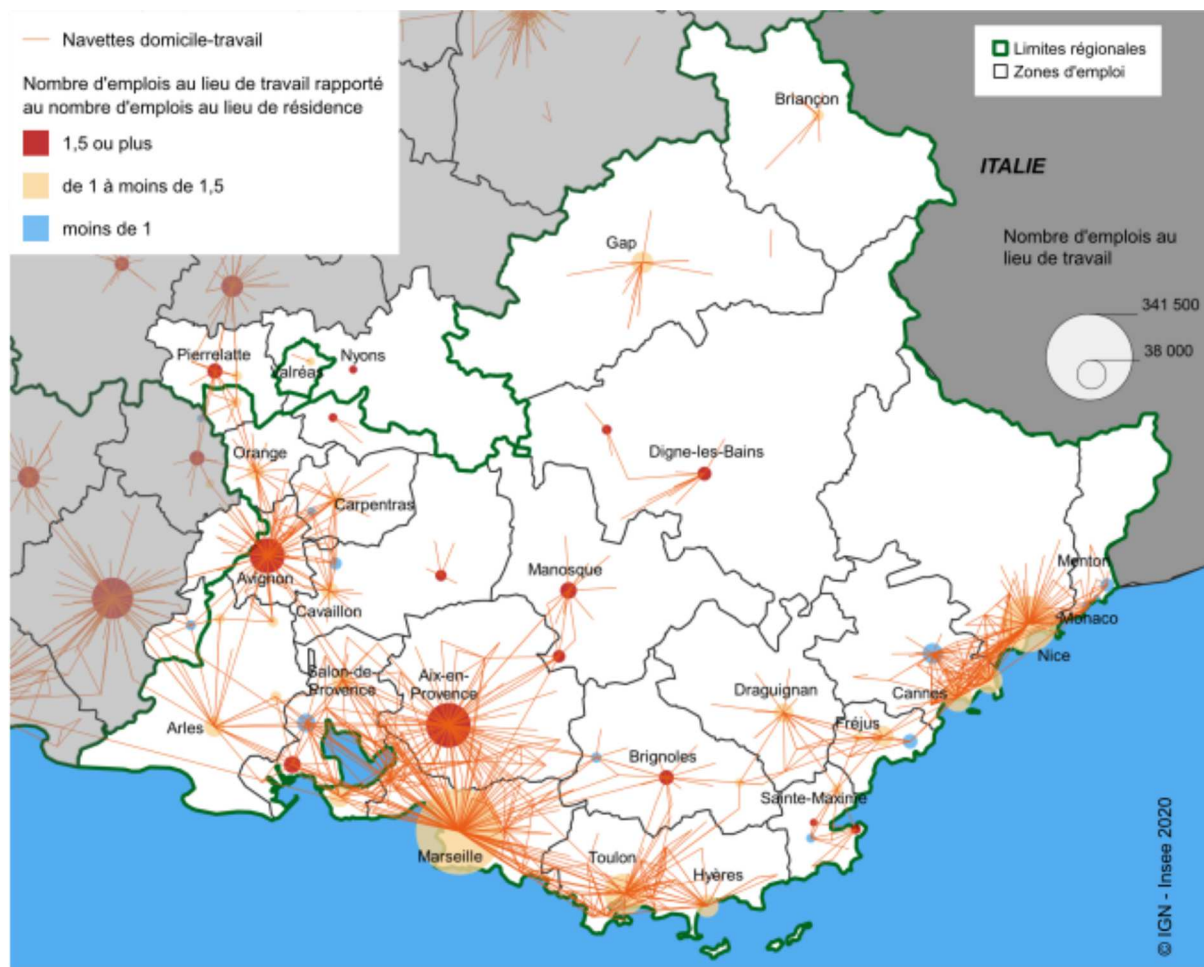 Navettes domicile-travail
Nombre d'emplois au lieu de travail rapporté
au nombre d'emplois au lieu de résidence
1,5 ou plus
de 1 à moins de 1,5
moins de 1
Limites régionales
Zones d'emploi
ITALIE
Nombre d'emplois au
lieu de travail
341 500
38 000
Briançon
Gap
Pierrelatte
Valréas
Nyons
Orange
Digne-les-Bains
Carpentras
Avignon
Manosque
Menton
Cavaillon
Monaco
Nice
Salon-de-
Provence
Aix-en-
Provence
Draguignan
Cannes
Arles
Fréjus
Brignoles
Sainte-Maxime
Marseille
Toulon
Hyères
© IGN - Insee 2020